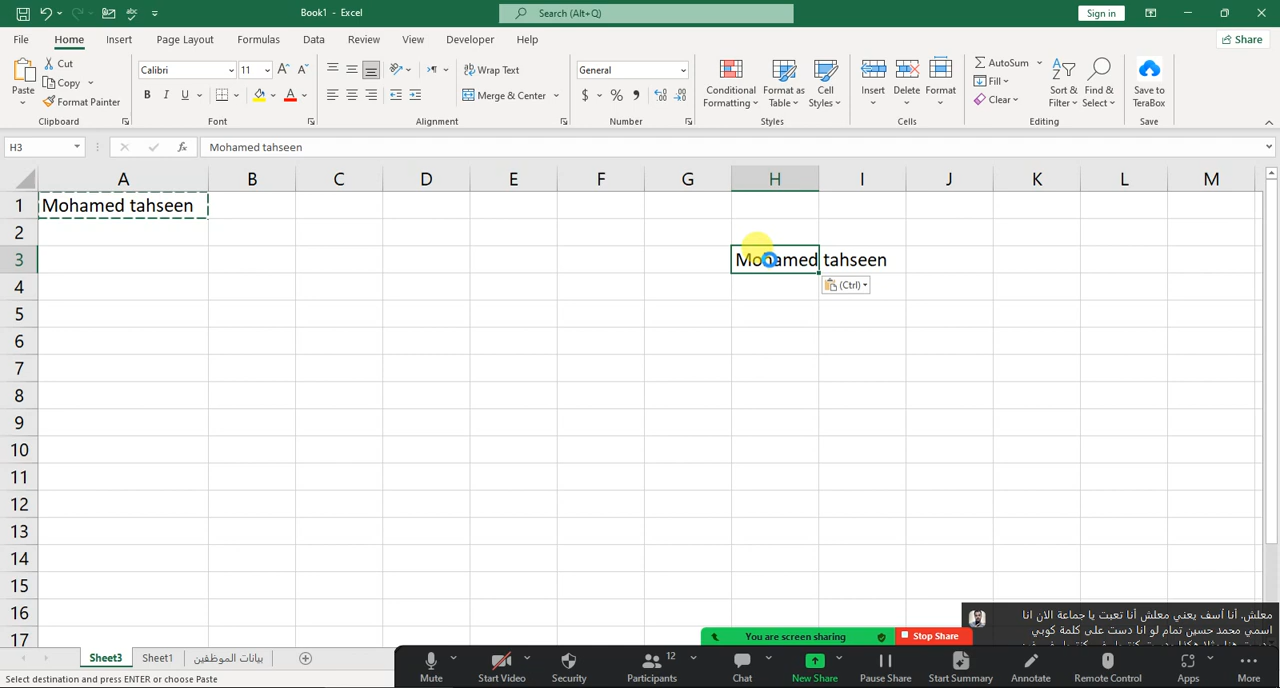 Book1 - Excel
Search (Alt+Q)
Sign in
File Home Insert Page Layout Formulas Data Review View Developer Help
Share
Paste
Cut
Copy
Format Painter
Clipboard
Calibri 11
B I U
Font
Wrap Text
Merge & Center
Alignment
General
$ % 9
Number
Conditional Formatting
Format as Table
Cell Styles
Styles
Insert Delete Format
Cells
AutoSum
Fill
Clear
Sort & Filter
Find & Select
Editing
Save to TeraBox
Save
H3 fx Mohamed tahseen
A B C D E F G H I J K L M
1 Mohamed tahseen
2
3 Mohamed tahseen
4 (Ctrl)
5
6
7
8
9
10
11
12
13
14
15
16
17
معلش. أنا أسف يعني معلش أنا تعبت يا جماعة الان انا
اسمي محمد حسين تمام لو انا دست على كلمة كوبي
You are screen sharing Stop Share
Sheet3 Sheet1 بيانات الموظفين
Select destination and press ENTER or choose Paste
Mute Start Video Security Participants 12 Chat New Share Pause Share Start Summary Annotate Remote Control Apps More